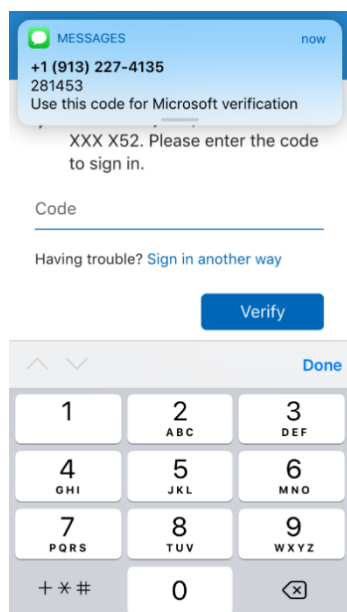 MESSAGES now
+1 (913) 227-4135
281453
Use this code for Microsoft verification
XXX X52. Please enter the code
to sign in.
Code
Having trouble? Sign in another way
Verify
Done
1 2 3
ABC DEF
4 5 6
GHI JKL MNO
7 8 9
PQRS TUV WXYZ
+*# 0